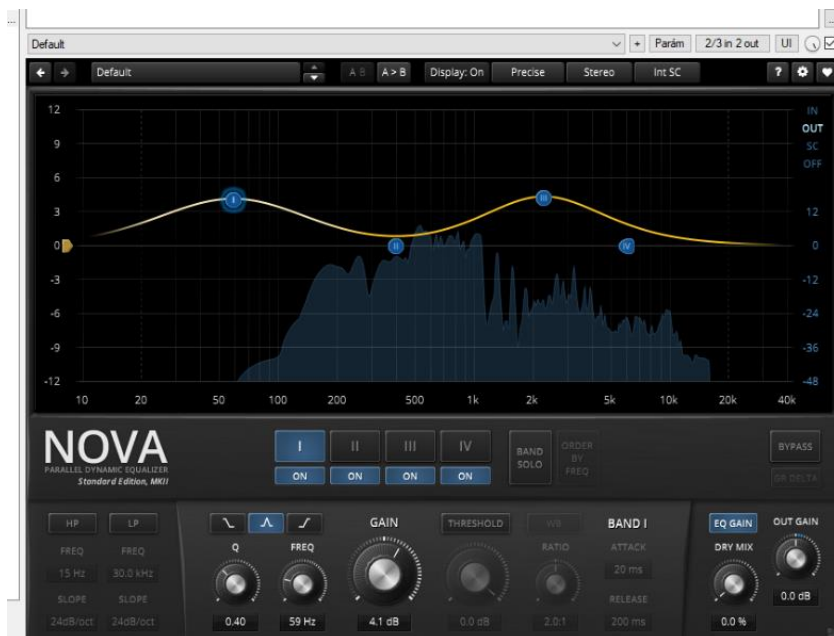 Default
+ Parám 2/3 in 2 out UI
Default
A B A > B Display: On Precise Stereo Int SC ?
12 IN
OUT
9 SC
6 OFF
3 12
0 0
-3 -12
-6 -24
-9 -36
-12 -48
10 20 50 100 200 500 1k 2k 5k 10k 20k 40k
I
II
III
IV
NOVA
PARALLEL DYNAMIC EQUALIZER
Standard Edition, MKII
I II III IV
ON ON ON ON
BAND SOLO
ORDER BY FREQ
BYPASS
GR DELTA
HP LP
FREQ FREQ
15 Hz 30.0 kHz
SLOPE SLOPE
24dB/oct 24dB/oct
Q FREQ GAIN
0.40 59 Hz 4.1 dB
THRESHOLD WB BAND I
RATIO ATTACK
20 ms
RELEASE
0.0 dB 2.0:1 200 ms
EQ GAIN OUT GAIN
DRY MIX
0.0 dB
0.0 %